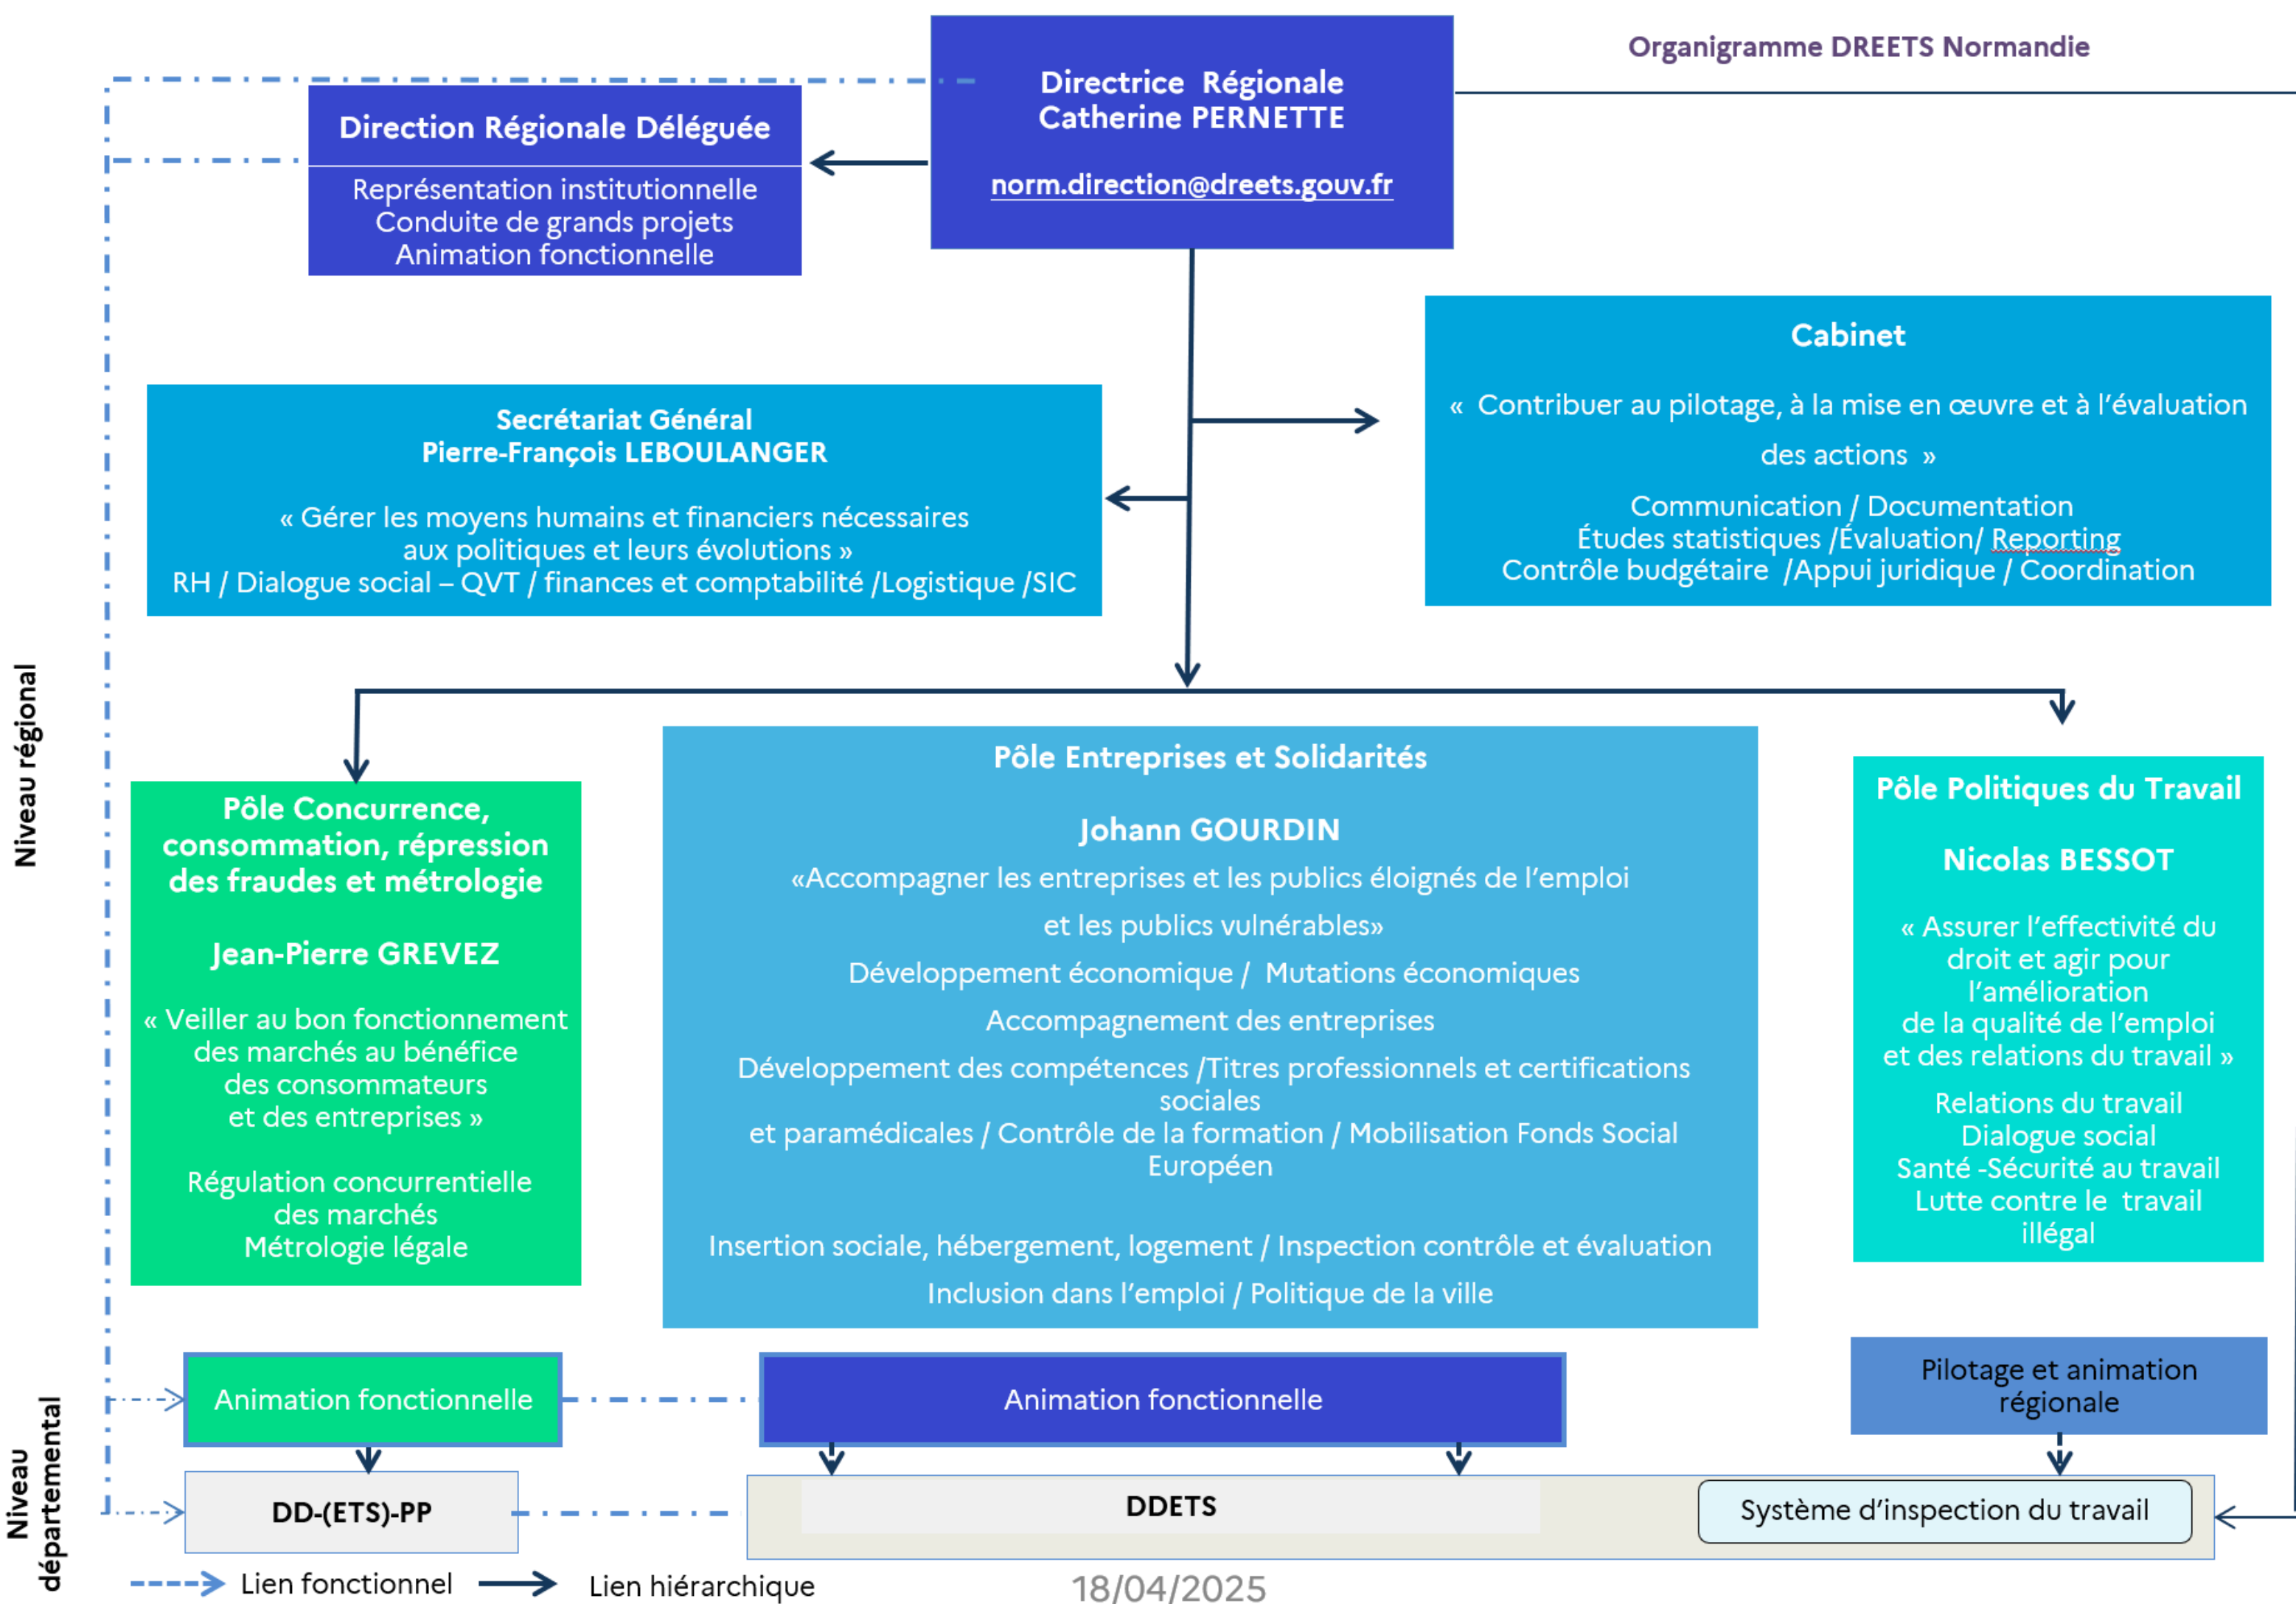 Organigramme DREETS Normandie
Directrice Régionale
Catherine PERNETTE
norm.direction@dreets.gouv.fr
Direction Régionale Déléguée
Représentation institutionnelle
Conduite de grands projets
Animation fonctionnelle
Cabinet
« Contribuer au pilotage, à la mise en œuvre et à l'évaluation
des actions »
Communication / Documentation
Études statistiques /Évaluation/ Reporting
Contrôle budgétaire /Appui juridique / Coordination
Secrétariat Général
Pierre-François LEBOULANGER
« Gérer les moyens humains et financiers nécessaires
aux politiques et leurs évolutions »
RH / Dialogue social – QVT / finances et comptabilité /Logistique /SIC
Niveau régional
Pôle Concurrence,
consommation, répression
des fraudes et métrologie
Jean-Pierre GREVEZ
« Veiller au bon fonctionnement
des marchés au bénéfice
des consommateurs
et des entreprises »
Régulation concurrentielle
des marchés
Métrologie légale
Pôle Entreprises et Solidarités
Johann GOURDIN
«Accompagner les entreprises et les publics éloignés de l'emploi
et les publics vulnérables»
Développement économique / Mutations économiques
Accompagnement des entreprises
Développement des compétences /Titres professionnels et certifications
sociales
et paramédicales / Contrôle de la formation / Mobilisation Fonds Social
Européen
Insertion sociale, hébergement, logement / Inspection contrôle et évaluation
Inclusion dans l'emploi / Politique de la ville
Pôle Politiques du Travail
Nicolas BESSOT
« Assurer l'effectivité du
droit et agir pour
l'amélioration
de la qualité de l'emploi
et des relations du travail »
Relations du travail
Dialogue social
Santé -Sécurité au travail
Lutte contre le travail
illégal
Niveau
départemental
Animation fonctionnelle
Animation fonctionnelle
Pilotage et animation
régionale
DD-(ETS)-PP
DDETS
Système d'inspection du travail
Lien fonctionnel
Lien hiérarchique
18/04/2025